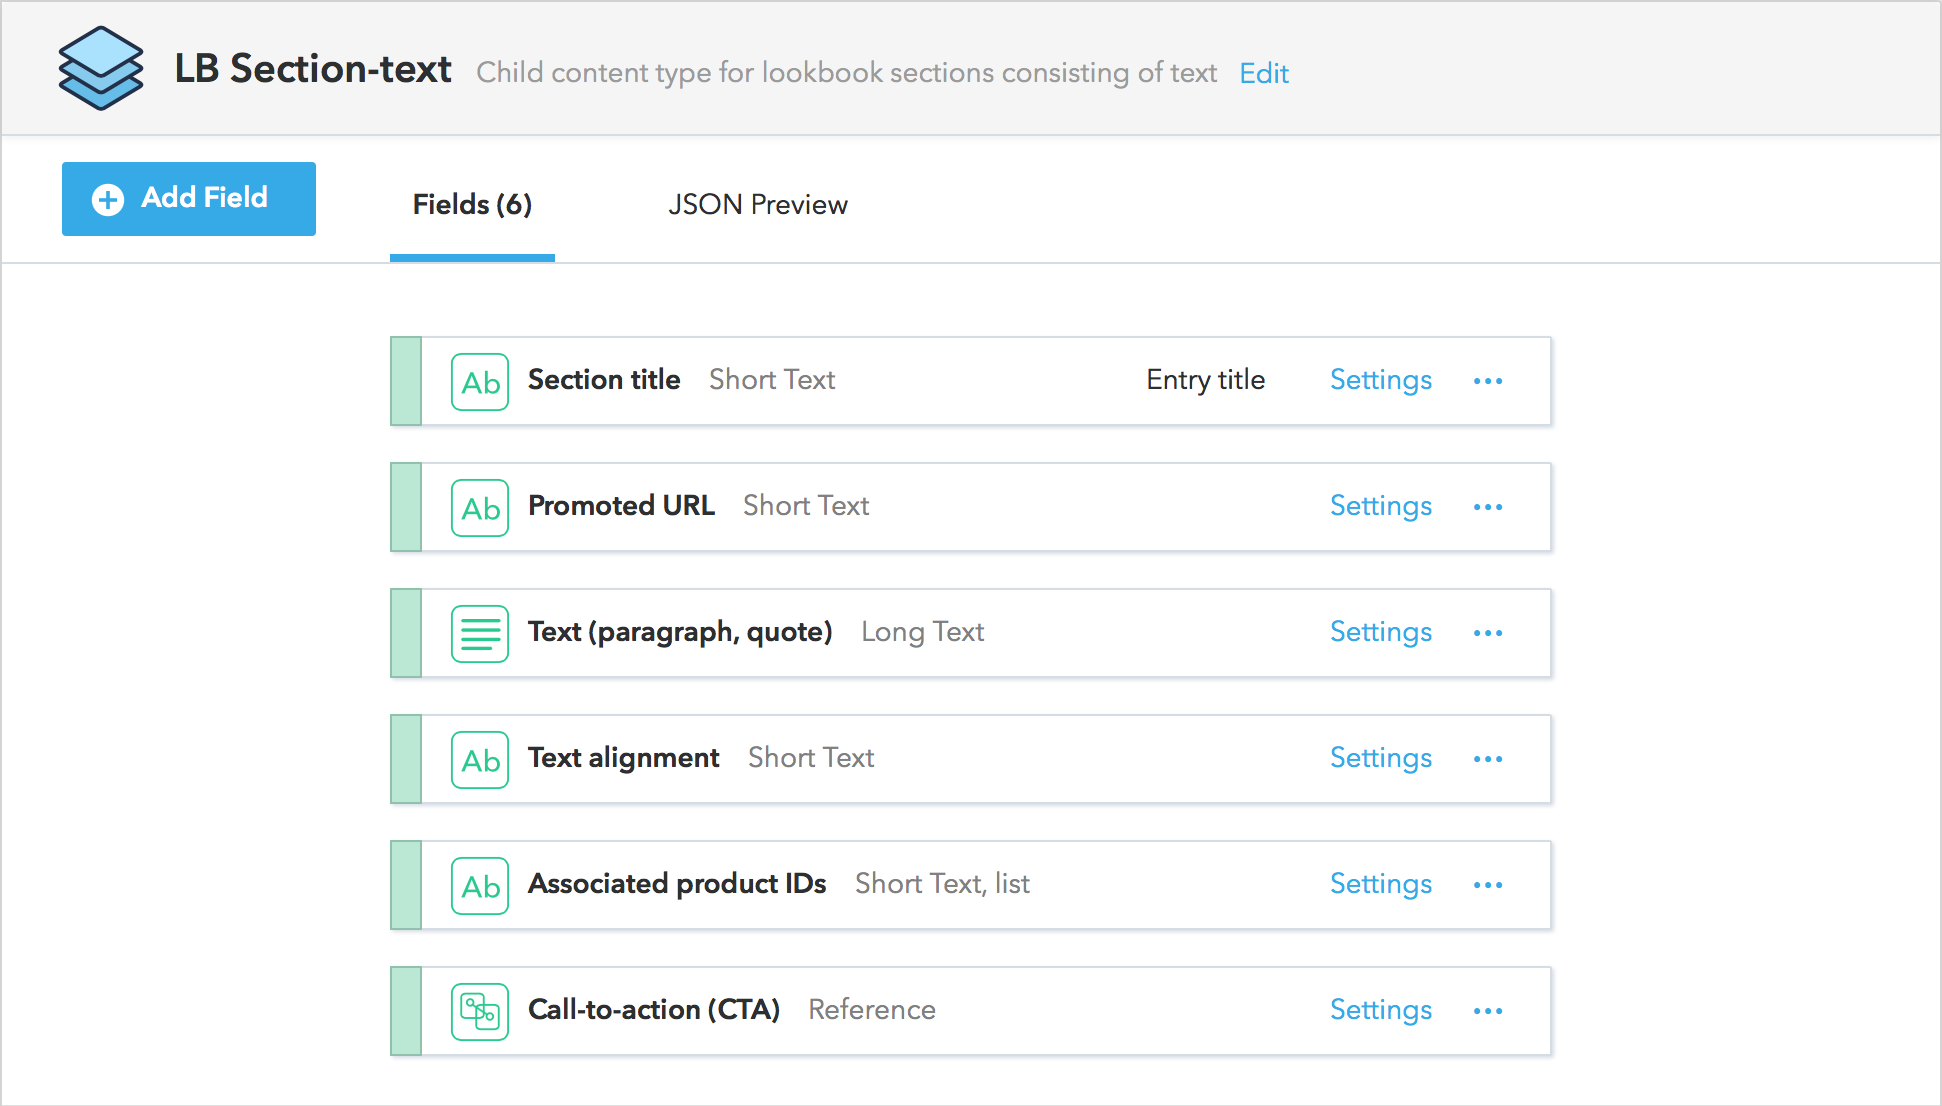 LB Section-text Child content type for lookbook sections consisting of text Edit
Add Field Fields (6) JSON Preview
Ab Section title Short Text Entry title Settings
Ab Promoted URL Short Text Settings
Text (paragraph, quote) Long Text Settings
Ab Text alignment Short Text Settings
Ab Associated product IDs Short Text, list Settings
Call-to-action (CTA) Reference Settings